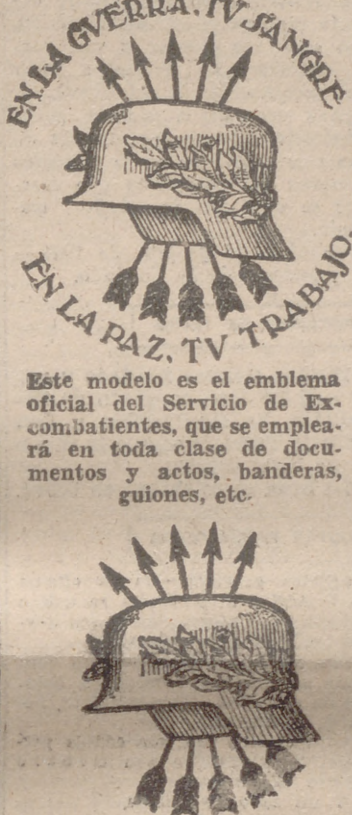 EN LA GVERRA, TV SANGRE
EN LA PAZ, TV TRABAJO.
Este modelo es el emblema
oficial del Servicio de Ex-
combatientes, que se emplea-
rá en toda clase de docu-
mentos y actos, banderas,
guiones, etc.